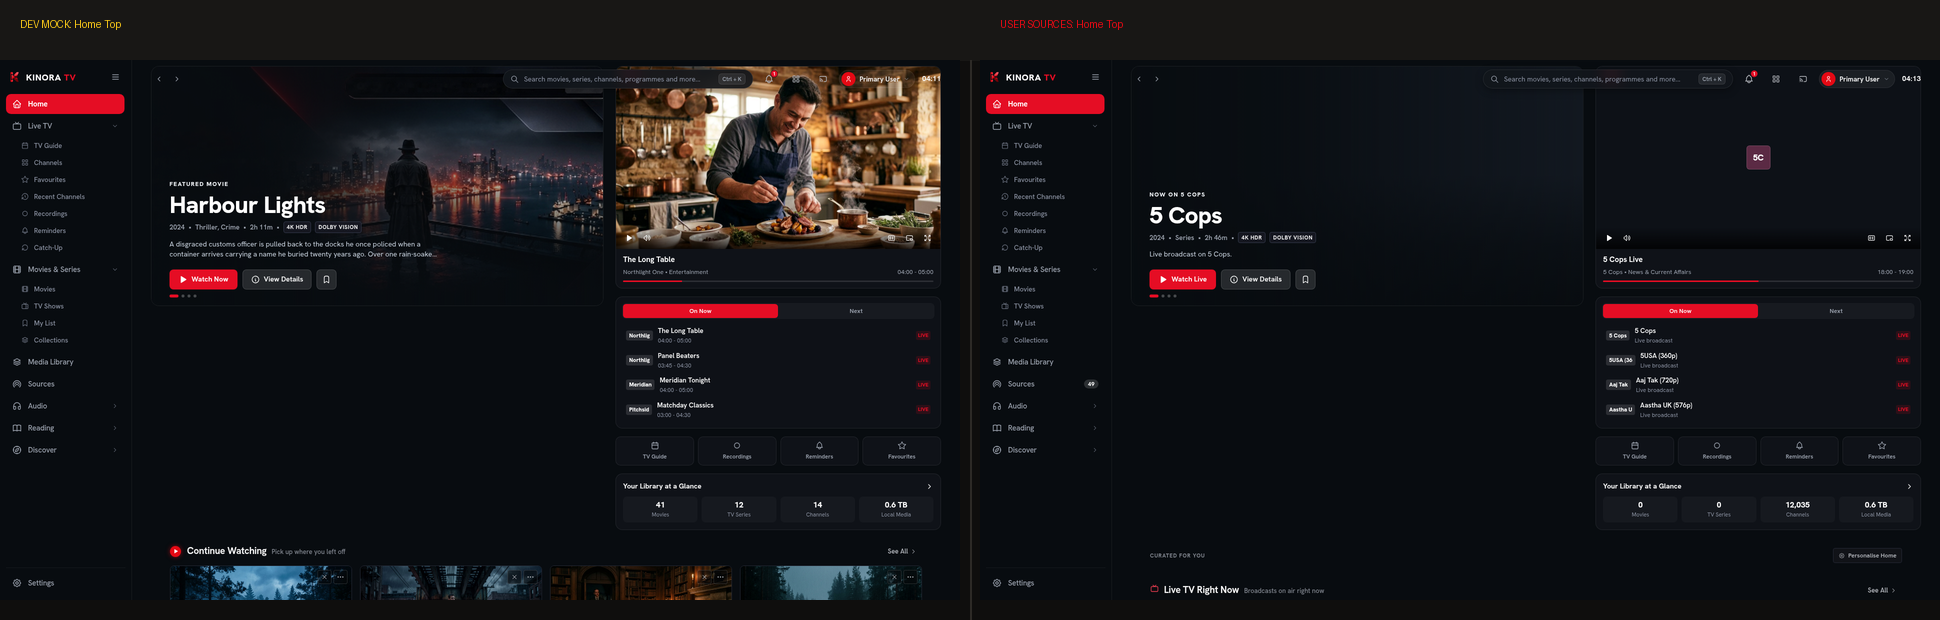 DEV MOCK: Home Top
KINORA TV
Home
Live TV
TV Guide
Channels
Favourites
Recent Channels
Recordings
Reminders
Catch-Up
Movies & Series
Movies
TV Shows
My List
Collections
Media Library
Sources
Audio
Reading
Discover
Settings
Search movies, series, channels, programmes and more...
Ctrl + K
1
Primary User
04:11
FEATURED MOVIE
Harbour Lights
2024 • Thriller, Crime • 2h 11m • 4K HDR DOLBY VISION
A disgraced customs officer is pulled back to the docks he once policed when a
container arrives carrying a name he buried twenty years ago. Over one rain-soake...
Watch Now
View Details
The Long Table
Northlight One • Entertainment 04:00 - 05:00
On Now Next
Northlig The Long Table LIVE
04:00 - 05:00
Northlig Panel Beaters LIVE
03:45 - 04:30
Meridian Meridian Tonight LIVE
04:00 - 05:00
Pitchsid Matchday Classics LIVE
03:00 - 04:30
TV Guide Recordings Reminders Favourites
Your Library at a Glance
41 12 14 0.6 TB
Movies TV Series Channels Local Media
Continue Watching Pick up where you left off See All
USER SOURCES: Home Top
KINORA TV
Home
Live TV
TV Guide
Channels
Favourites
Recent Channels
Recordings
Reminders
Catch-Up
Movies & Series
Movies
TV Shows
My List
Collections
Media Library
Sources 49
Audio
Reading
Discover
Settings
Search movies, series, channels, programmes and more...
Ctrl + K
1
Primary User
04:13
NOW ON 5 COPS
5 Cops
2024 • Series • 2h 46m • 4K HDR DOLBY VISION
Live broadcast on 5 Cops.
Watch Live
View Details
5C
5 Cops Live
5 Cops • News & Current Affairs 18:00 - 19:00
On Now Next
5 Cops 5 Cops LIVE
Live broadcast
5USA (36 5USA (360p) LIVE
Live broadcast
Aaj Tak Aaj Tak (720p) LIVE
Live broadcast
Aastha U Aastha UK (576p) LIVE
Live broadcast
TV Guide Recordings Reminders Favourites
Your Library at a Glance
0 0 12,035 0.6 TB
Movies TV Series Channels Local Media
CURATED FOR YOU
Personalise Home
Live TV Right Now Broadcasts on air right now See All